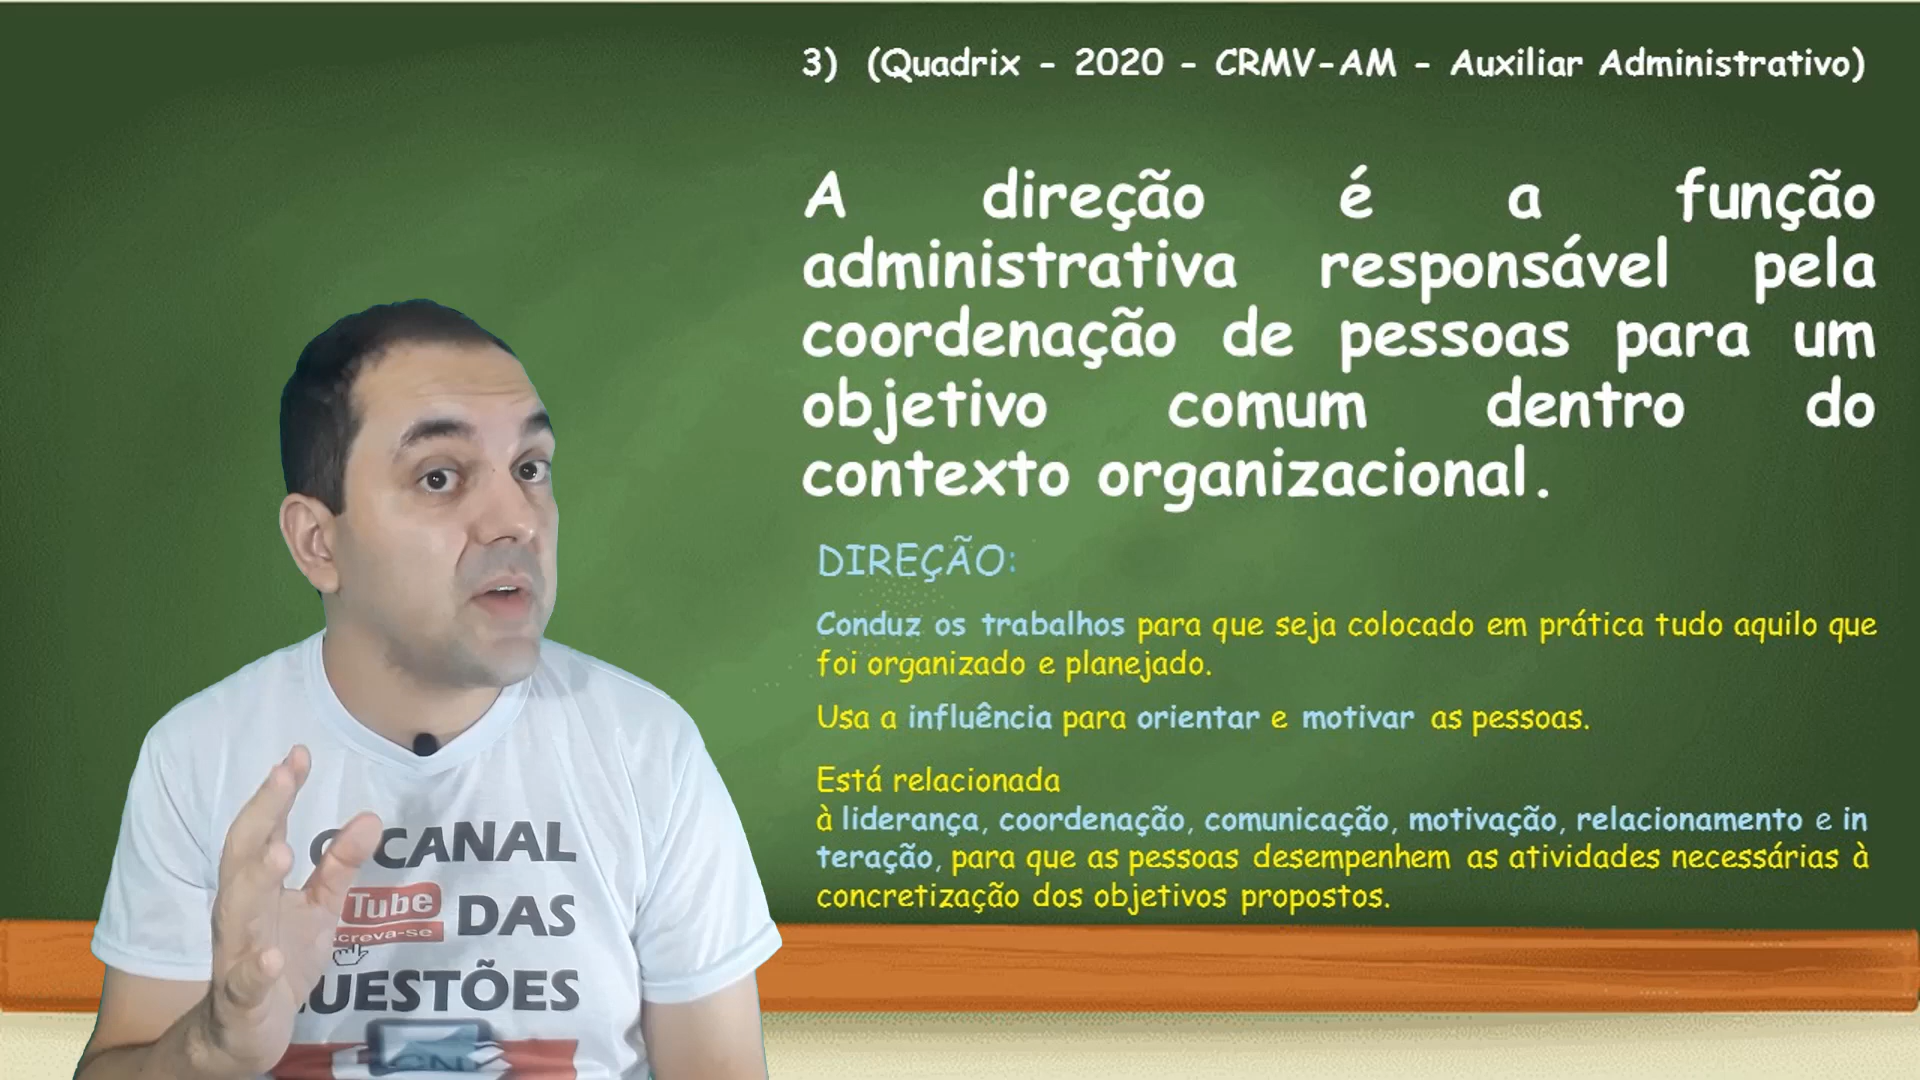 3) (Quadrix - 2020 - CRMV-AM - Auxiliar Administrativo)
A direção é a função
administrativa responsável pela
coordenação de pessoas para um
objetivo comum dentro do
contexto organizacional.
DIREÇÃO:
Conduz os trabalhos para que seja colocado em prática tudo aquilo que
foi organizado e planejado.
Usa a influência para orientar e motivar as pessoas.
Está relacionada
à liderança, coordenação, comunicação, motivação, relacionamento e in
teração, para que as pessoas desempenhem as atividades necessárias à
concretização dos objetivos propostos.
CANAL
Tube
DAS
screva-se
UESTÕES